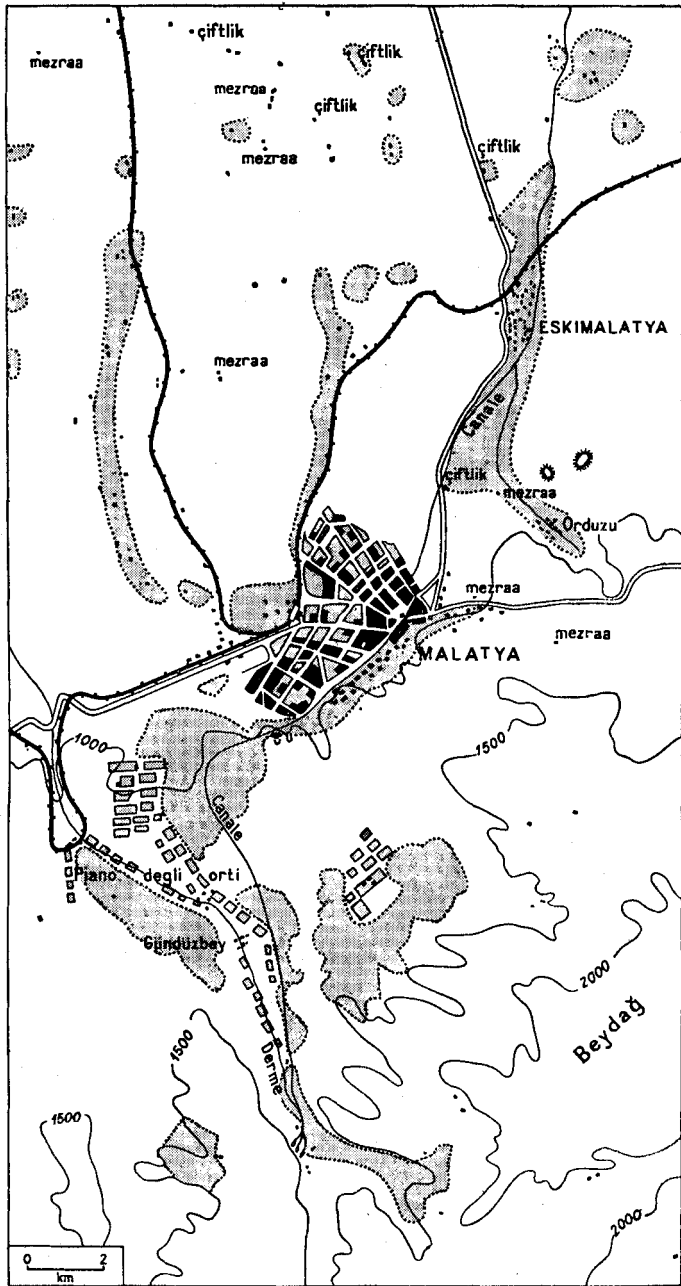 çiftlik
çiftlik
mezraa
mezraa
çiftlik
mezraa
çiftlik
ESKIMALATYA
mezraa
Canale
çiftlik
mezraa
Orduzu
mezraa
mezraa
MALATYA
1500
1000
Canale
Piano degli orti
Gündüzbey
2000
Beydağ
1500
Derme
1500
2000
0 2
km